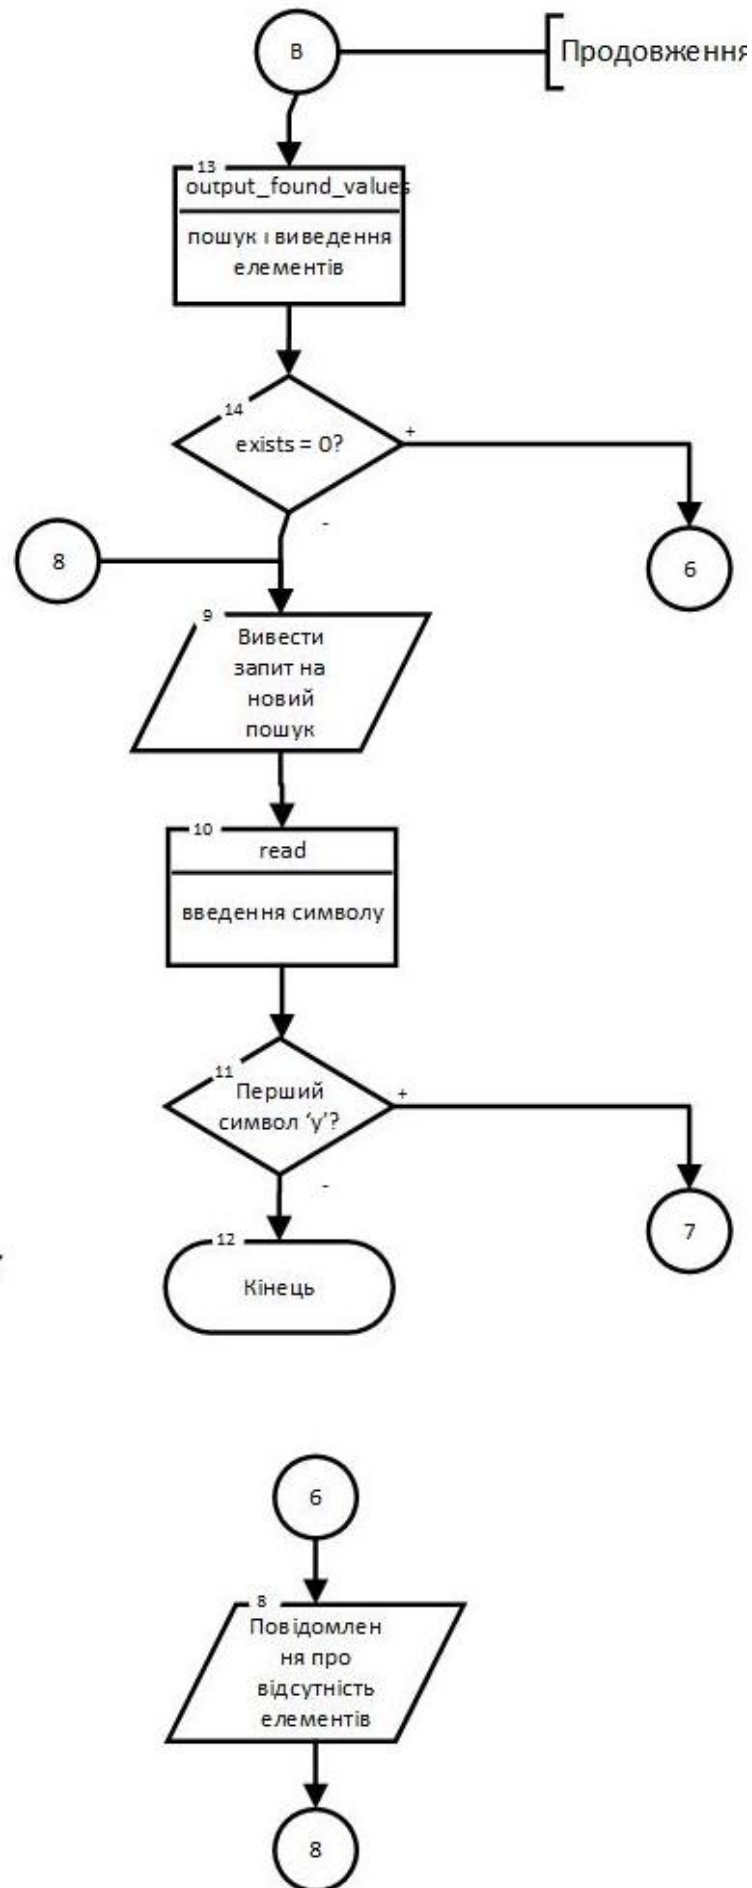 В
Продовження
13
output_found_values
пошук і виведення
елементів
14
exists = 0?
+
-
8
6
9
Вивести
запит на
новий
пошук
10
read
введення символу
11
Перший
символ ‘y’?
+
-
7
12
Кінець
6
8
Повідомлен
ня про
відсутність
елементів
8